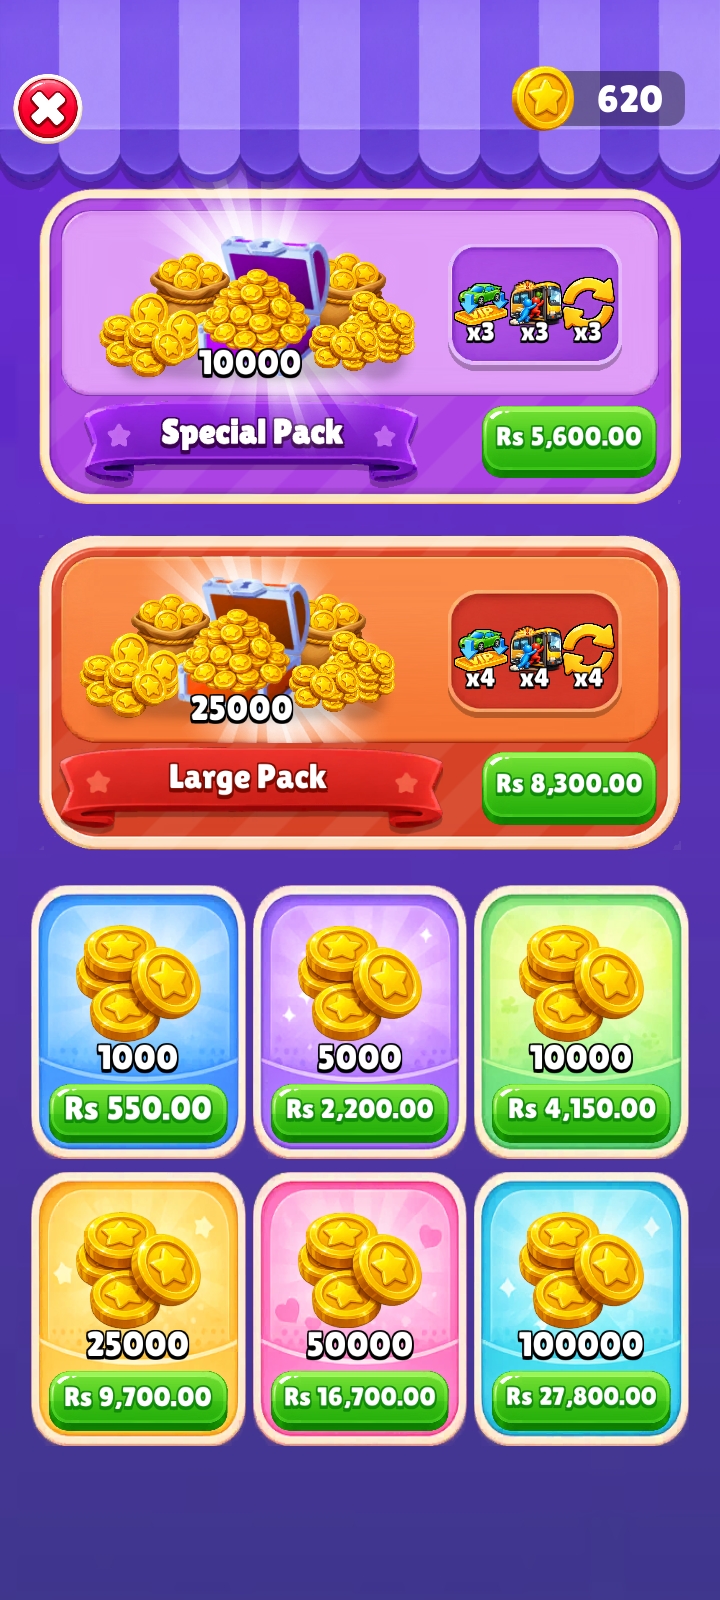 620
x3 x3 x3
10000
Special Pack
Rs 5,600.00
VIP
x4 x4 x4
25000
Large Pack
Rs 8,300.00
1000
5000
10000
Rs 550.00
Rs 2,200.00
Rs 4,150.00
25000
50000
100000
Rs 9,700.00
Rs 16,700.00
Rs 27,800.00